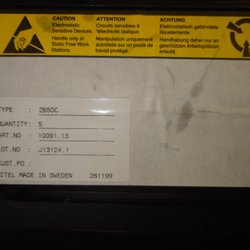 CAUTION
Electrostatic
Sensitive Devices.
Handle only at
Static Free Work
Stations.
ATTENTION
Circuits sensibles à
l'électricité statique
Manipulation uniquement
autorisée sur un poste de
travail protégé.
ACHTUNG
Elektrostatisch gefährdete
Bauelemente
Handhabung daher nur an
geschützten Arbeitsplätzen
erlaubt.
TYPE : 2B50C
QUANTITY: 5
PART.NO : 10091.13
LOT.NO : J13124.1
CUST.PO :
MADE IN SWEDEN 261199